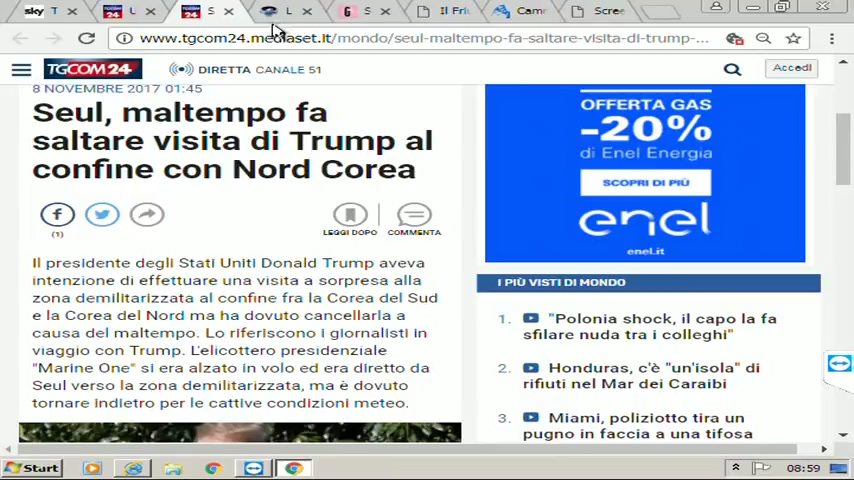 sky T
U
S
L
S
Il Friu
Cam
Scree
www.tgcom24.mediaset.it/mondo/seul-maltempo-fa-saltare-visita-di-trump-...
TGCOM24 DIRETTA CANALE 51 Accedi
8 NOVEMBRE 2017 01:45
Seul, maltempo fa
saltare visita di Trump al
confine con Nord Corea
(1)
LEGGI DOPO COMMENTA
Il presidente degli Stati Uniti Donald Trump aveva
intenzione di effettuare una visita a sorpresa alla
zona demilitarizzata al confine fra la Corea del Sud
e la Corea del Nord ma ha dovuto cancellarla a
causa del maltempo. Lo riferiscono i giornalisti in
viaggio con Trump. L'elicottero presidenziale
"Marine One" si era alzato in volo ed era diretto da
Seul verso la zona demilitarizzata, ma è dovuto
tornare indietro per le cattive condizioni meteo.
OFFERTA GAS
-20%
di Enel Energia
SCOPRI DI PIÙ
enel
enel.it
I PIÙ VISTI DI MONDO
1. "Polonia shock, il capo la fa
sfilare nuda tra i colleghi"
2. Honduras, c'è "un'isola" di
rifiuti nel Mar dei Caraibi
3. Miami, poliziotto tira un
pugno in faccia a una tifosa
Start
08:59